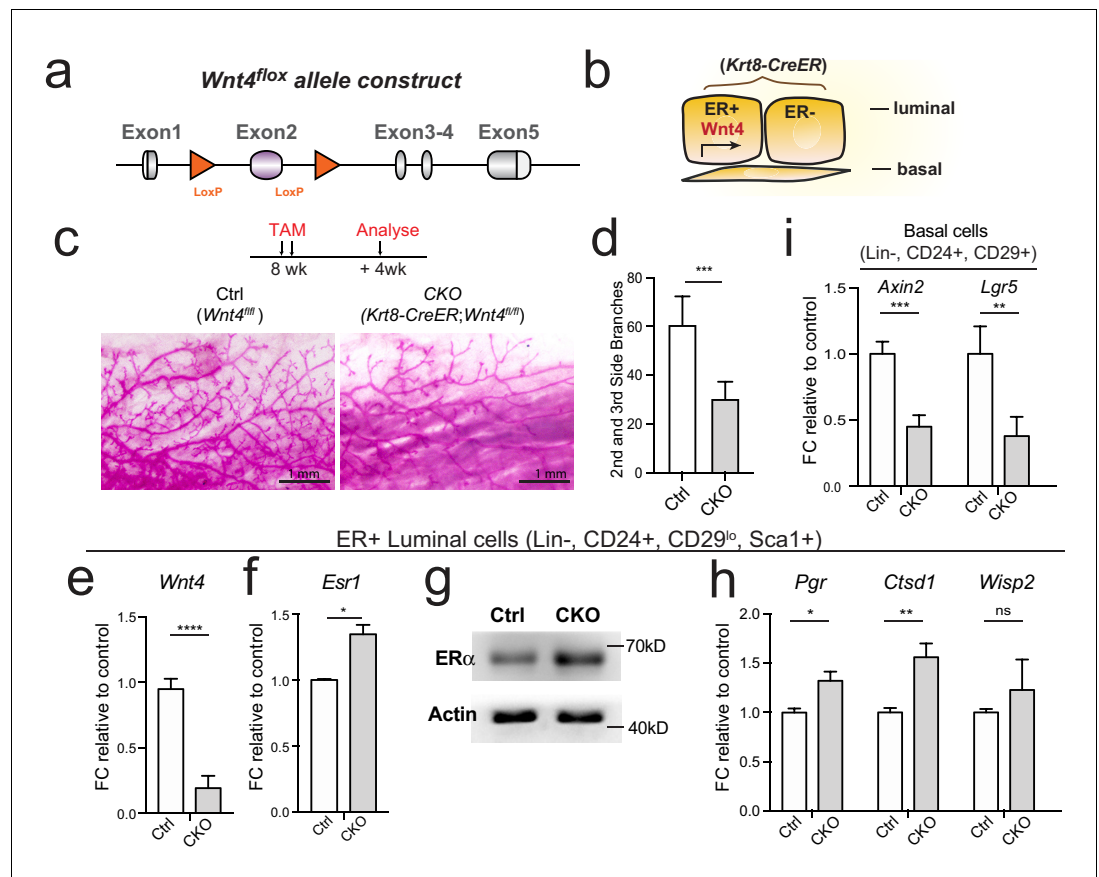 a
Wnt4flox allele construct
Exon1
Exon2
Exon3-4
Exon5
LoxP
LoxP
b
(Krt8-CreER)
ER+
Wnt4
ER-
luminal
basal
c
TAM
Analyse
8 wk
+ 4wk
Ctrl
(Wnt4fl/fl)
CKO
(Krt8-CreER;Wnt4fl/fl)
1 mm
1 mm
d
2nd and 3rd Side Branches
80
60
40
20
0
***
Ctrl
CKO
i
Basal cells
(Lin-, CD24+, CD29+)
Axin2
Lgr5
***
**
FC relative to control
1.5
1.0
0.5
0.0
Ctrl
CKO
Ctrl
CKO
ER+ Luminal cells (Lin-, CD24+, CD29lo, Sca1+)
e
Wnt4
****
FC relative to control
1.5
1.0
0.5
0.0
Ctrl
CKO
f
Esr1
*
FC relative to control
1.5
1.0
0.5
0.0
Ctrl
CKO
g
Ctrl
CKO
ERα
70kD
Actin
40kD
h
Pgr
Ctsd1
Wisp2
*
**
ns
FC relative to control
2.0
1.5
1.0
0.5
0.0
Ctrl
CKO
Ctrl
CKO
Ctrl
CKO